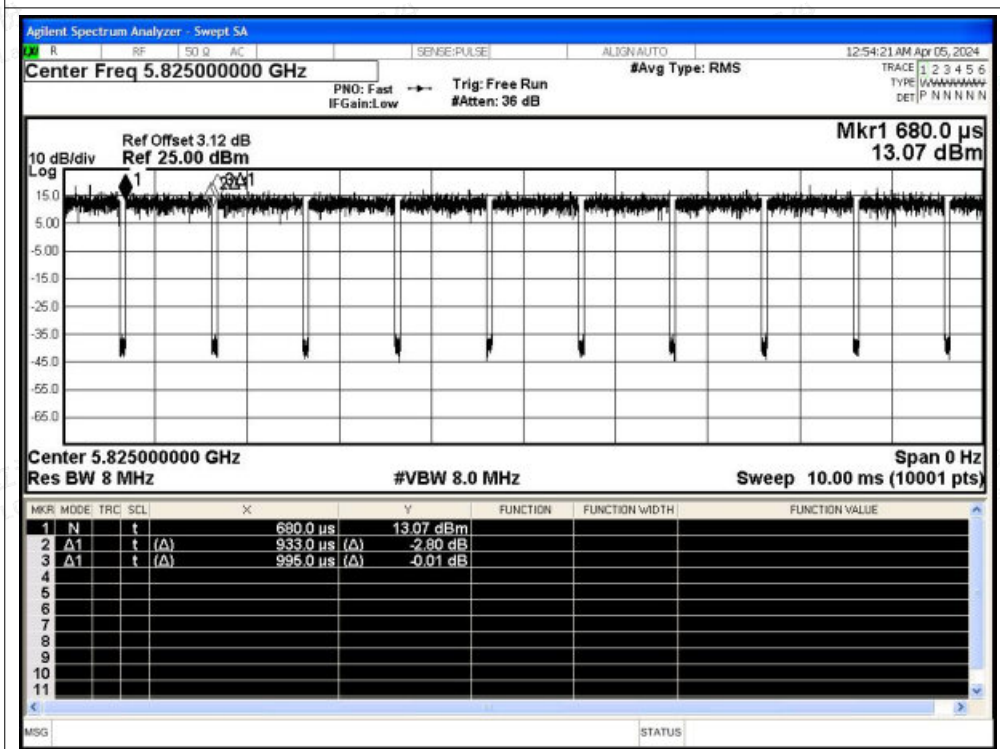 Agilent Spectrum Analyzer - Swept SA
R RF 50 Ω AC SENSE:PULSE ALIGN AUTO 12:54:21 AM Apr 05, 2024
Center Freq 5.825000000 GHz #Avg Type: RMS TRACE 1 2 3 4 5 6
PNO: Fast Trig: Free Run TYPE
IFGain:Low #Atten: 36 dB DET P N N N N N
Mkr1 680.0 µs
13.07 dBm
Ref Offset 3.12 dB
10 dB/div Ref 25.00 dBm
Log
1 3Δ1
15.0
5.00
-5.00
-15.0
-25.0
-35.0
-45.0
-55.0
-65.0
Center 5.825000000 GHz Span 0 Hz
Res BW 8 MHz #VBW 8.0 MHz Sweep 10.00 ms (10001 pts)
MKR MODE TRC SCL X Y FUNCTION FUNCTION WIDTH FUNCTION VALUE
1 N t 680.0 µs 13.07 dBm
2 Δ1 t (Δ) 933.0 µs (Δ) -2.80 dB
3 Δ1 t (Δ) 995.0 µs (Δ) -0.01 dB
4
5
6
7
8
9
10
11
MSG STATUS